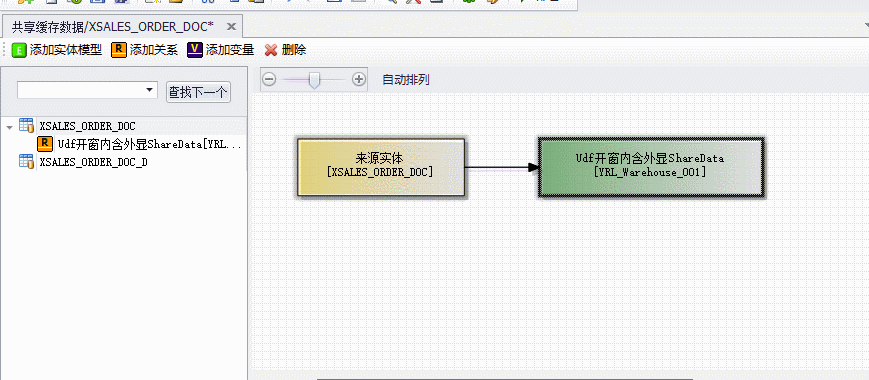 共享缓存数据/XSALES_ORDER_DOC*
添加实体模型 添加关系 添加变量 删除
查找下一个 自动排列
XSALES_ORDER_DOC
Udf开窗内含外显ShareData[YRL...
XSALES_ORDER_DOC_D
来源实体
[XSALES_ORDER_DOC]
Udf开窗内含外显ShareData
[YRL_Warehouse_001]